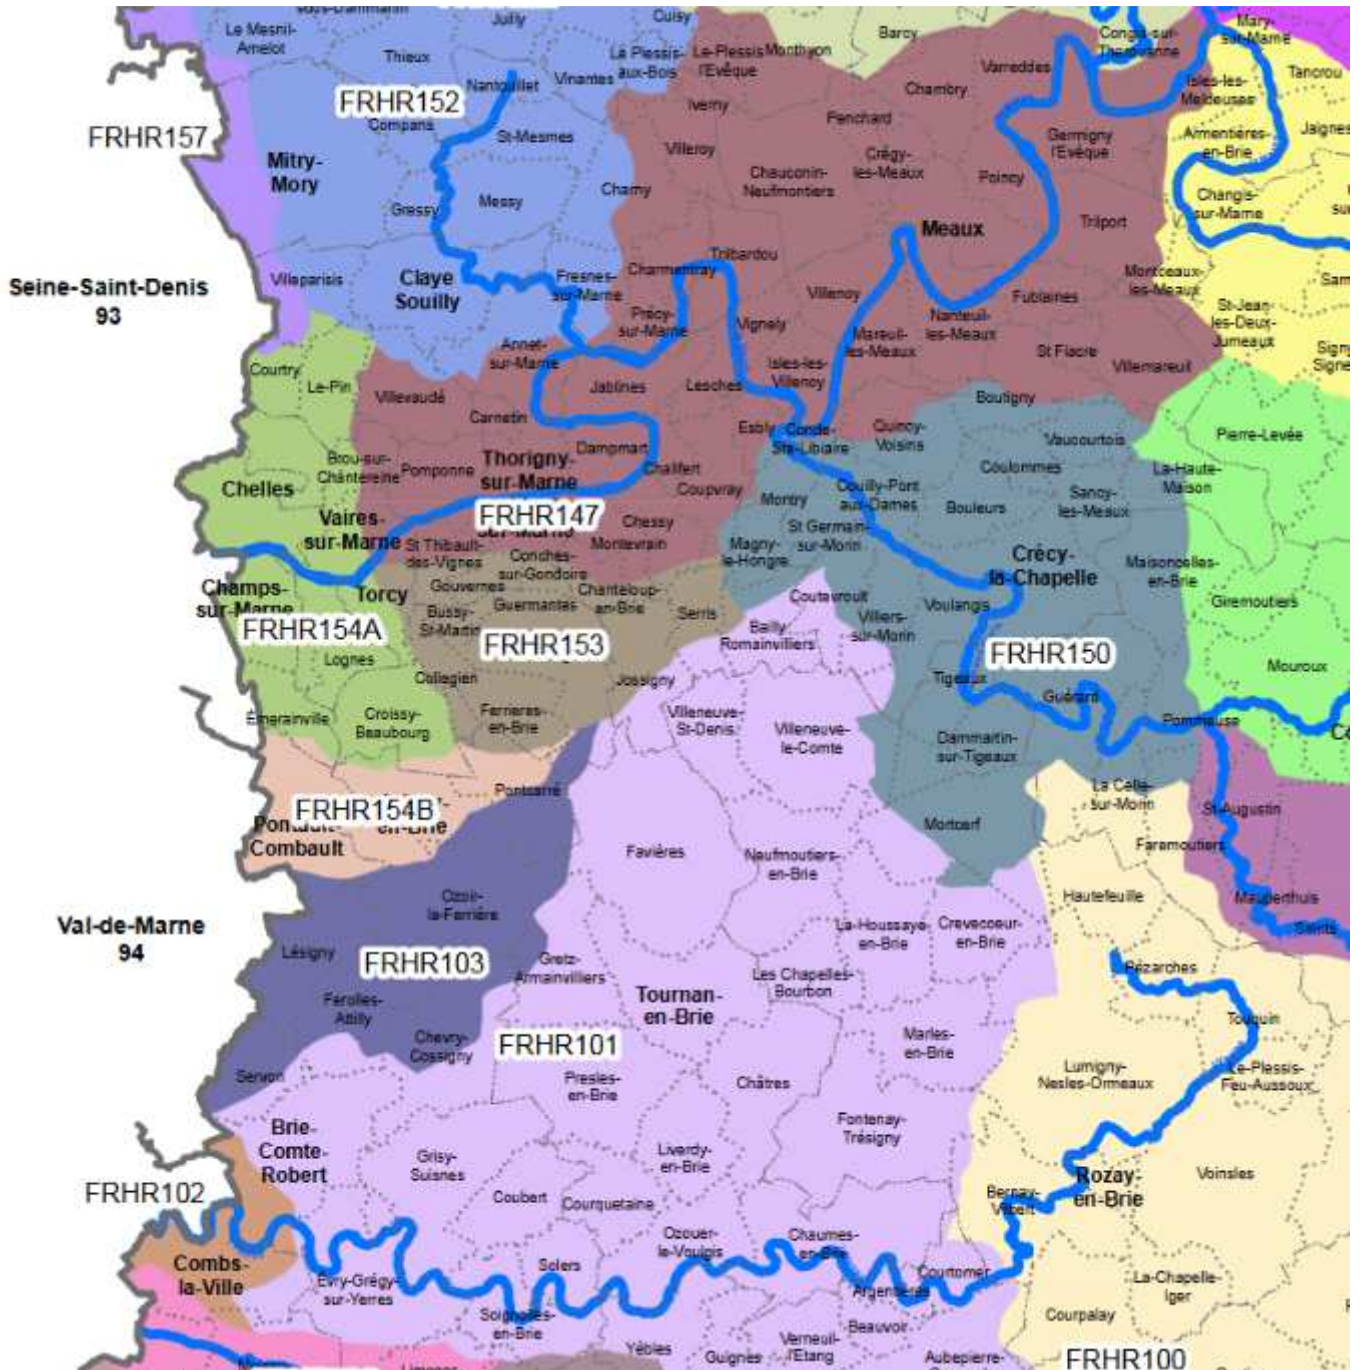 Jully
Cuisy
Le Mesnil-
Amelot
Thieux
Le Plessis-
aux-Bois
Le-Plessis
l'Evêque
Monthyon
Barcy
Congis-sur-
Therouanne
Mary-
sur-Marne
Nantouillet
Vinantes
Varreddes
Isles-les-
Meldeuses
Tancrou
FRHR152
Compans
Iverny
Chambry
FRHR157
St-Mesmes
Penchard
Germigny
l'Evêque
Armentières-
en-Brie
Jaignes
Mitry-
Mory
Villeroy
Crégy-
les-Meaux
Chauconin-
Neufmontiers
Poincy
Charny
Gressy
Messy
Changis-
sur-Marne
Trilport
Meaux
Seine-Saint-Denis
93
Villeparisis
Claye
Souilly
Fresnes-
sur-Marne
Charmentray
Trilbardou
Villenoy
Montceaux-
les-Meaux
Fublaines
Précy-
sur-Marne
Vignely
Mareuil-
les-Meaux
Nanteuil-
les-Meaux
St-Jean-
les-Deux-
Jumeaux
Annet-
sur-Marne
Isles-les-
Villenoy
St Fiacre
Villemareuil
Courtry
Le-Pin
Villevaudé
Jablines
Lesches
Boutigny
Carnetin
Esbly
Condé-
Ste-Libiaire
Quincy-
Voisins
Vaucourtois
Pierre-Levée
Dampmart
Brou-sur-
Chantereine
Pomponne
Thorigny-
sur-Marne
Chalifert
Coulommes
La-Haute-
Maison
Chelles
Coupvray
Montry
Couilly-Pont
aux-Dames
Bouleurs
Sancy-
les-Meaux
Vaires-
sur-Marne
FRHR147
Chessy
St Germain-
sur-Morin
Montevrain
Magny-
le-Hongre
Crécy-
la-Chapelle
Maisoncelles-
en-Brie
St Thibault-
des-Vignes
Conches-
sur-Gondoire
Champs-
sur-Marne
Torcy
Gouvernes
Guermantes
Chanteloup-
en-Brie
Serris
Coutevroult
Voulangis
Giremoutiers
Bussy-
St-Martin
Bailly-
Romainvilliers
Villiers-
sur-Morin
FRHR154A
FRHR153
FRHR150
Lognes
Collegien
Jossigny
Tigeaux
Guérard
Mouroux
Émerainville
Croissy-
Beaubourg
Ferrieres-
en-Brie
Villeneuve-
St-Denis
Villeneuve-
le-Comte
Pommeuse
Dammartin-
sur-Tigeaux
FRHR154B
Pontcarré
La Celle-
sur-Morin
St-Augustin
Combault
en-Brie
Favières
Neufmoutiers-
en-Brie
Mortcerf
Faremoutiers
Ozoir-
la-Ferrière
Hautefeuille
Mauperthuis
Val-de-Marne
94
Lésigny
La-Houssaye-
en-Brie
Crevecoeur-
en-Brie
Saints
FRHR103
Gretz-
Armainvilliers
Les Chapelles-
Bourbon
Pézarches
Tournan-
en-Brie
Ferolles-
Attilly
Touquin
Chevry-
Cossigny
FRHR101
Marles-
en-Brie
Servon
Presles-
en-Brie
Châtres
Lumigny-
Nesles-Ormeaux
Le-Plessis-
Feu-Aussoux
Brie-
Comte-
Robert
Fontenay-
Trésigny
Grisy-
Suisnes
Liverdy-
en-Brie
Voinsles
FRHR102
Coubert
Courquetaine
Bernay-
Vilbert
Rozay-
en-Brie
Ozouer-
le-Voulgis
Chaumes-
en-Brie
Combs-
la-Ville
Evry-Grégy-
sur-Yerres
Solers
Courtomer
Argentières
La-Chapelle-
Iger
Soignolles-
en-Brie
Beauvoir
Courpalay
Yèbles
Guignes
Verneuil-
l'Etang
Aubepierre-
FRHR100